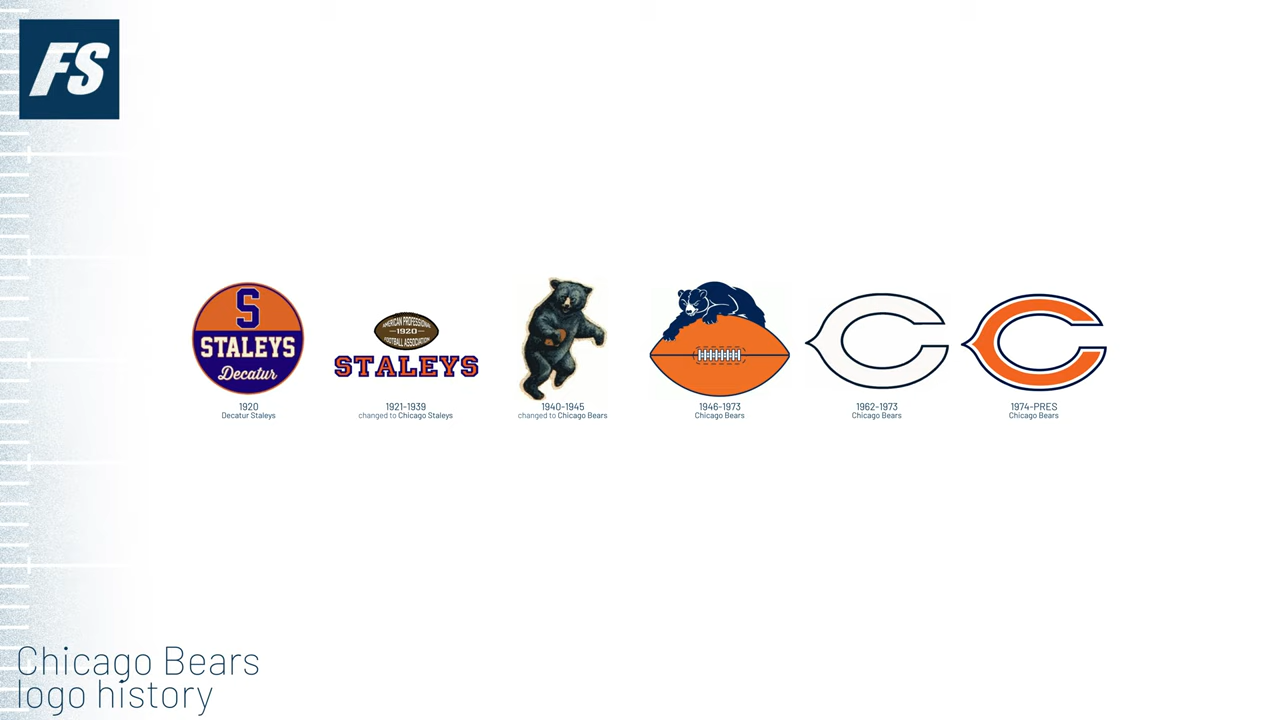 FS
S
STALEYS
Decatur
1920
Decatur Staleys
AMERICAN PROFESSIONAL
1920
FOOTBALL ASSOCIATION
STALEYS
1921-1939
changed to Chicago Staleys
1940-1945
changed to Chicago Bears
1946-1973
Chicago Bears
1962-1973
Chicago Bears
1974-PRES
Chicago Bears
Chicago Bears
logo history